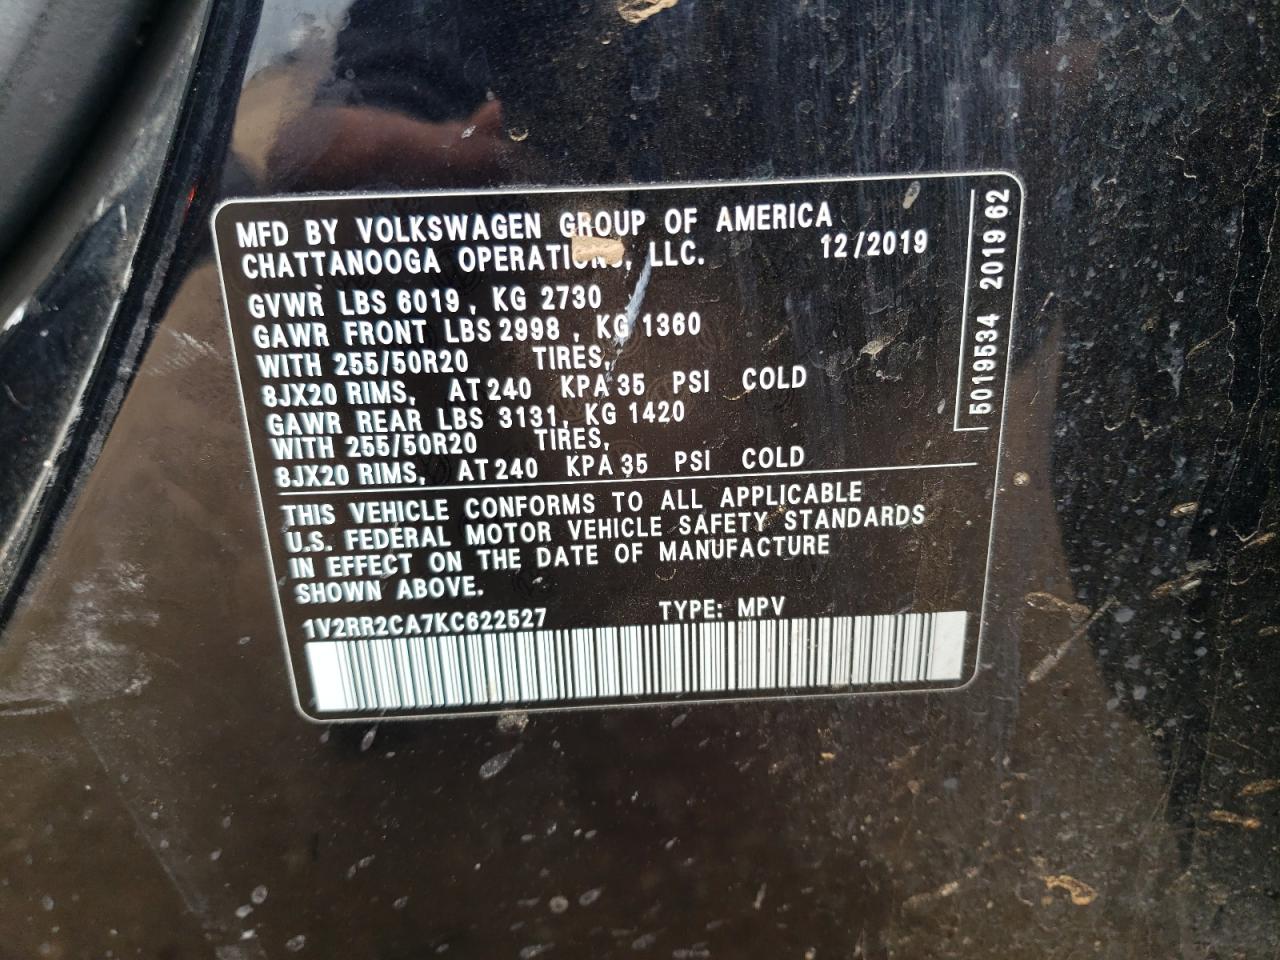 MFD BY VOLKSWAGEN GROUP OF AMERICA
CHATTANOOGA OPERATIONS, LLC. 12/2019
GVWR LBS 6019, KG 2730
GAWR FRONT LBS 2998, KG 1360
WITH 255/50R20 TIRES,
8JX20 RIMS, AT 240 KPA 35 PSI COLD
GAWR REAR LBS 3131, KG 1420
WITH 255/50R20 TIRES,
8JX20 RIMS, AT 240 KPA 35 PSI COLD
THIS VEHICLE CONFORMS TO ALL APPLICABLE
U.S. FEDERAL MOTOR VEHICLE SAFETY STANDARDS
IN EFFECT ON THE DATE OF MANUFACTURE
SHOWN ABOVE.
1V2RR2CA7KC622527 TYPE: MPV
5019534 2019 62